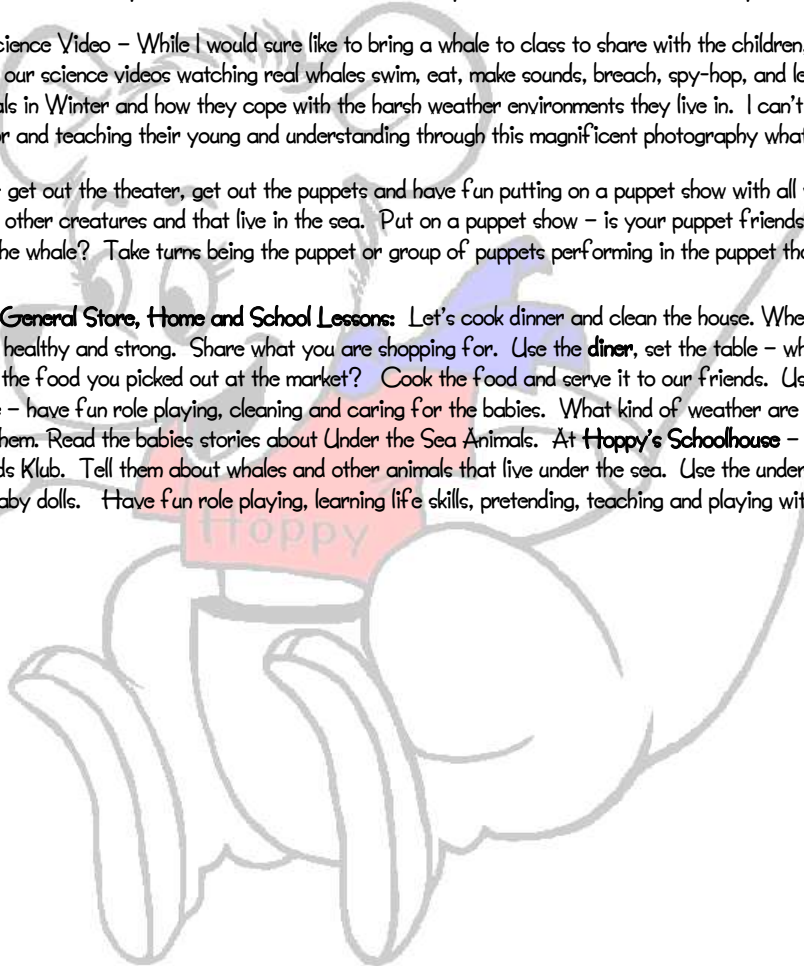 cience Video – While I would sure like to bring a whale to class to share with the children,
our science videos watching real whales swim, eat, make sounds, breach, spy-hop, and le
als in Winter and how they cope with the harsh weather environments they live in. I can't
or and teaching their young and understanding through this magnificent photography what
get out the theater, get out the puppets and have fun putting on a puppet show with all
other creatures and that live in the sea. Put on a puppet show – is your puppet friends
he whale? Take turns being the puppet or group of puppets performing in the puppet the
General Store, Home and School Lessons: Let's cook dinner and clean the house. Whe
healthy and strong. Share what you are shopping for. Use the diner, set the table – wh
the food you picked out at the market? Cook the food and serve it to our friends. Us
– have fun role playing, cleaning and caring for the babies. What kind of weather are
hem. Read the babies stories about Under the Sea Animals. At Hoppy's Schoolhouse –
ds Klub. Tell them about whales and other animals that live under the sea. Use the under
aby dolls. Have fun role playing, learning life skills, pretending, teaching and playing wit
Hoppy